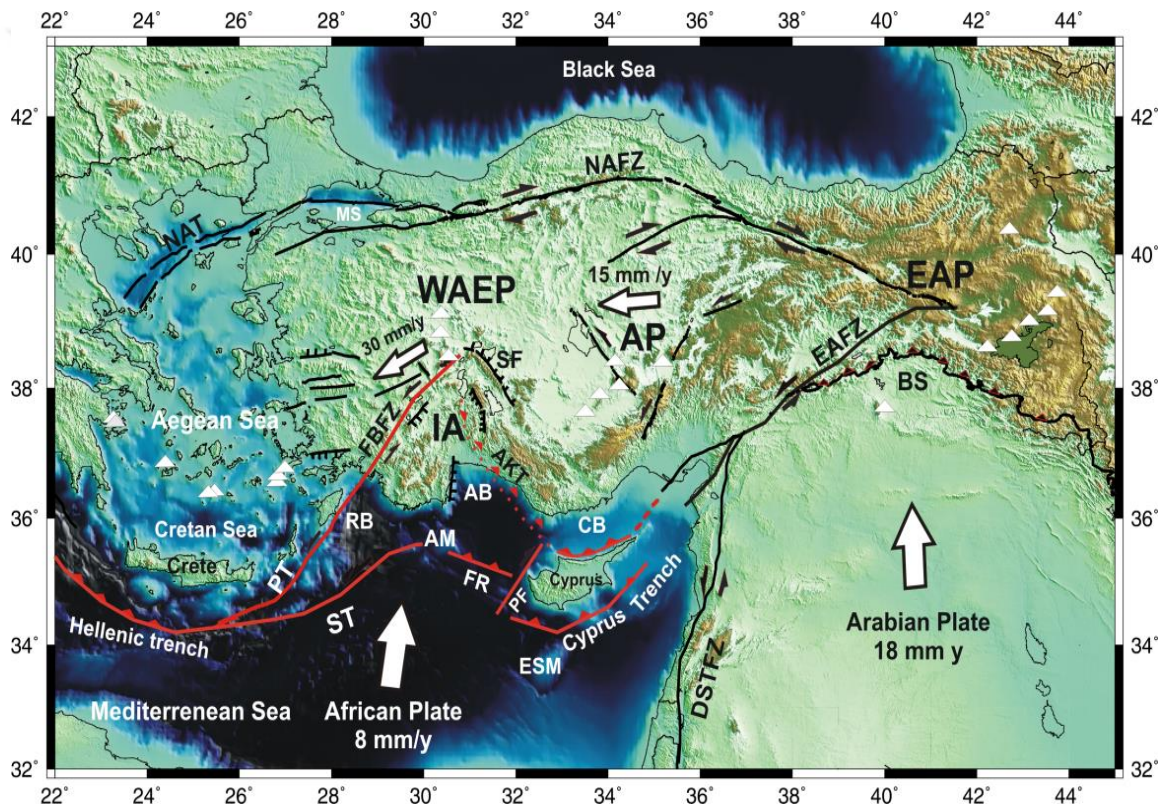 22° 24° 26° 28° 30° 32° 34° 36° 38° 40° 42° 44°
Black Sea
42° 42°
NAFZ
MS
NAT
40° 40°
15 mm /y
EAP
WAEP
AP
30 mm/y
EAFZ
SF
38° 38°
BS
Aegean Sea
FBFZ
IA
AKT
AB
36° 36°
Cretan Sea
RB
CB
AM
Crete
PT
FR
Cyprus
PF
Cyprus Trench
ST
Hellenic trench
Arabian Plate
18 mm y
34° 34°
ESM
DSTFZ
Mediterrenean Sea
African Plate
8 mm/y
32° 32°
22° 24° 26° 28° 30° 32° 34° 36° 38° 40° 42° 44°